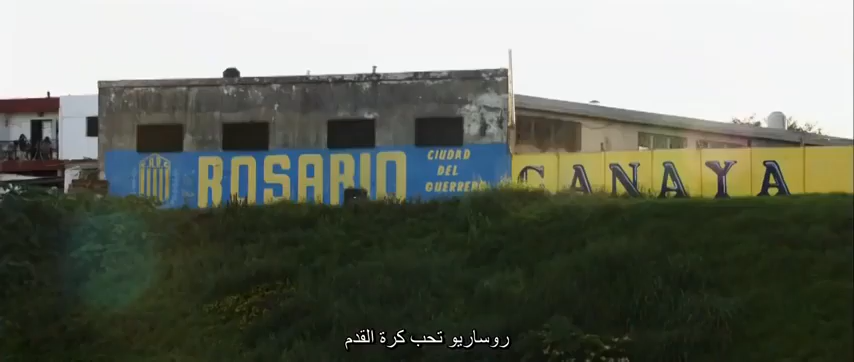 ROSARIO
CIUDAD
DEL
GUERRERO
CANAYA
روساريو تحب كرة القدم